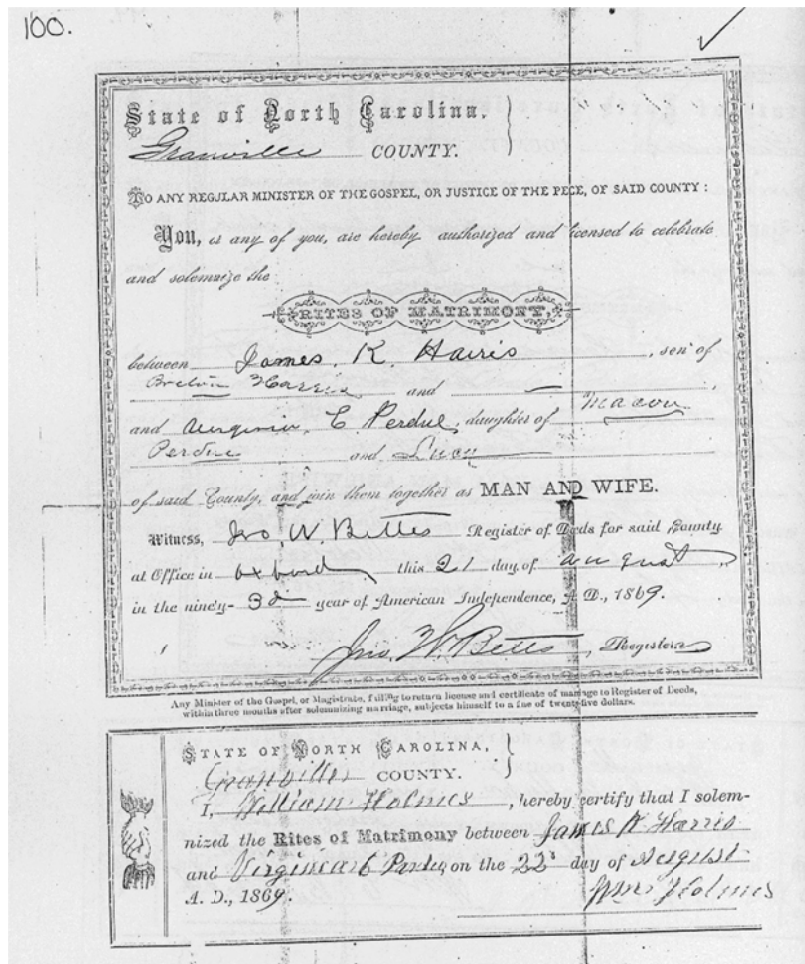 100.
State of North Carolina.
Granville COUNTY.
TO ANY REGULAR MINISTER OF THE GOSPEL, OR JUSTICE OF THE PECE, OF SAID COUNTY:
You, or any of you, are hereby authorized and licensed to celebrate
and solemnize the
RITES OF MATRIMONY,
between James. K. Harris, son of
Harris and —,
and Virginia. C Perdue, daughter of Macon
Perdue and Lucy
of said County, and join them together as MAN AND WIFE.
Witness, Jno. W. Bettes Register of Deeds for said County
at Office in Oxford this 21 day of August
in the ninety-3d year of American Independence, A D., 1869.
Jno. W. Betts, Register
Any Minister of the Gospel, or Magistrate, failing to return license and certificate of marriage to Register of Deeds,
within three months after solemnizing marriage, subjects himself to a fine of twenty-five dollars.
STATE OF NORTH CAROLINA,
Granville COUNTY.
I, William Holmes, hereby certify that I solem-
nized the Rites of Matrimony between James K Harris
and Virginia C on the 22d day of August
A. D., 1869.
Wm. Holmes